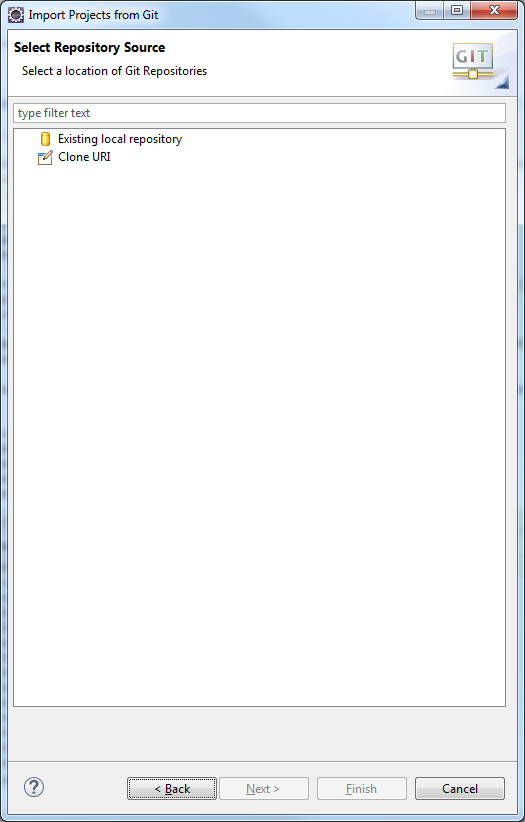 Import Projects from Git
Select Repository Source
Select a location of Git Repositories
GIT
type filter text
Existing local repository
Clone URI
?
< Back
Next >
Finish
Cancel